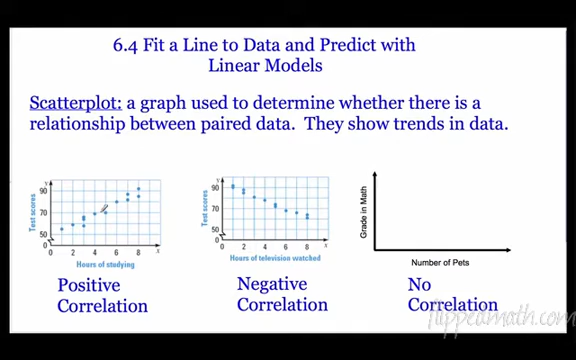 6.4 Fit a Line to Data and Predict with
Linear Models
Scatterplot: a graph used to determine whether there is a
relationship between paired data. They show trends in data.
Test scores
y
90
70
50
0
0
2
4
6
8
x
Hours of studying
Positive
Correlation
Test scores
y
90
70
50
0
0
2
4
6
8
x
Hours of television watched
Negative
Correlation
Grade in Math
Number of Pets
No
Correlation
flippedmath.com